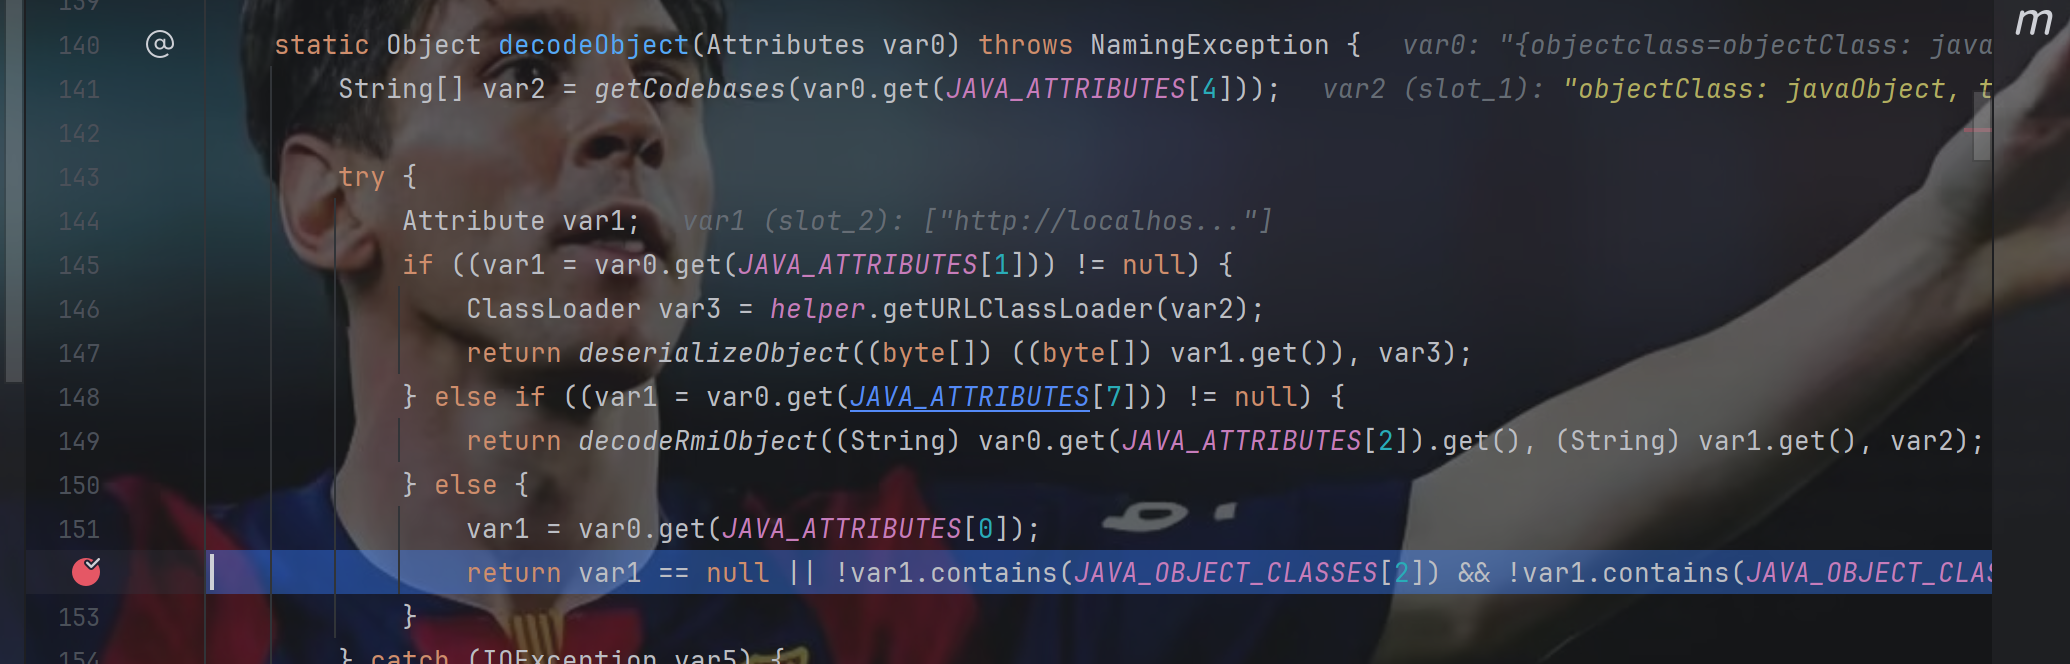 139
140 @ static Object decodeObject(Attributes var0) throws NamingException {   var0: "{objectclass=objectClass: java
m
141 String[] var2 = getCodebases(var0.get(JAVA_ATTRIBUTES[4]));   var2 (slot_1): "objectClass: javaObject, t
142
143 try {
144 Attribute var1;   var1 (slot_2): ["http://localhos..."]
145 if ((var1 = var0.get(JAVA_ATTRIBUTES[1])) != null) {
146 ClassLoader var3 = helper.getURLClassLoader(var2);
147 return deserializeObject((byte[]) ((byte[]) var1.get()), var3);
148 } else if ((var1 = var0.get(JAVA_ATTRIBUTES[7])) != null) {
149 return decodeRmiObject((String) var0.get(JAVA_ATTRIBUTES[2]).get(), (String) var1.get(), var2);
150 } else {
151 var1 = var0.get(JAVA_ATTRIBUTES[0]);
return var1 == null || !var1.contains(JAVA_OBJECT_CLASSES[2]) && !var1.contains(JAVA_OBJECT_CLAS
153 }
154 } catch (IOException var5) {